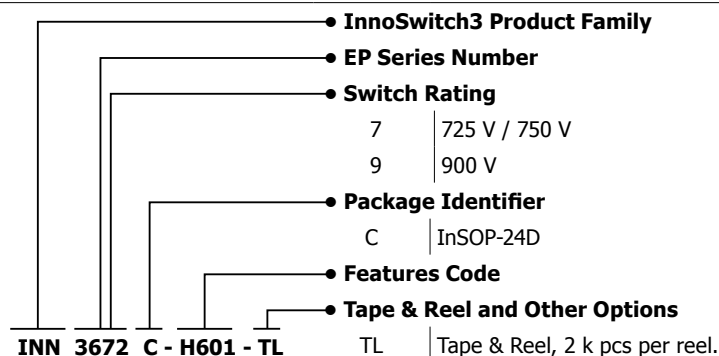 InnoSwitch3 Product Family
EP Series Number
Switch Rating
7 725 V / 750 V
9 900 V
Package Identifier
C InSOP-24D
Features Code
Tape & Reel and Other Options
INN 3672 C - H601 - TL TL Tape & Reel, 2 k pcs per reel.